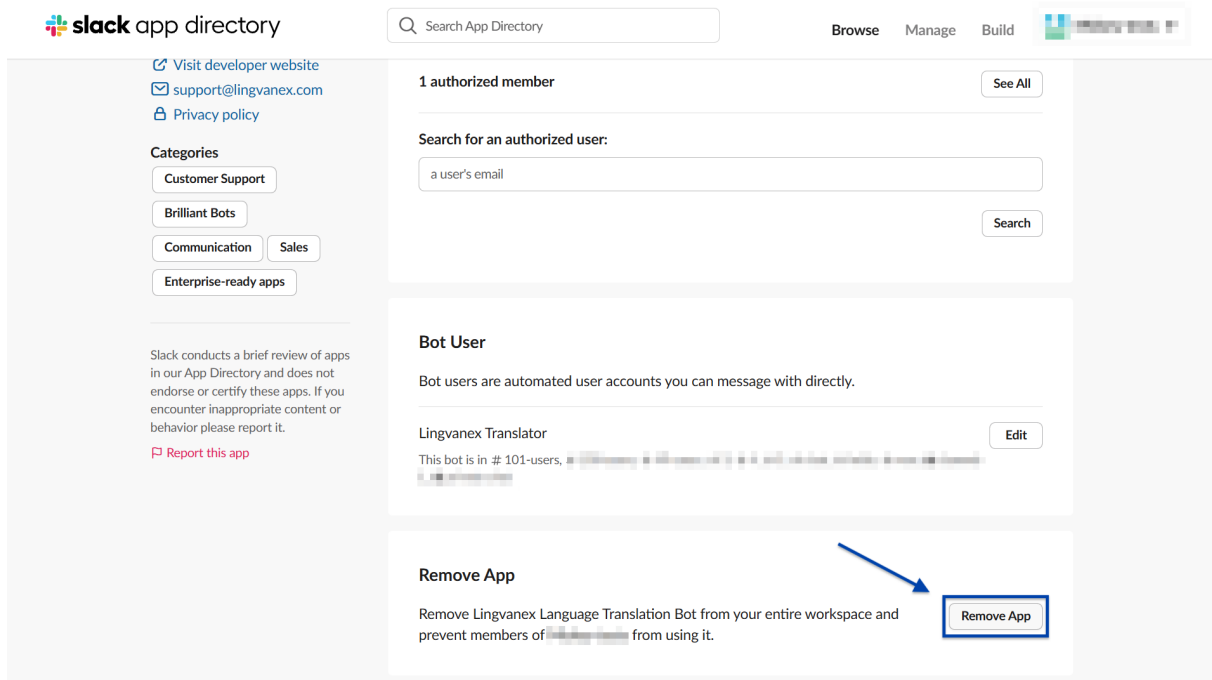 slack app directory
Search App Directory
Browse
Manage
Build
Visit developer website
support@lingvanex.com
Privacy policy
Categories
Customer Support
Brilliant Bots
Communication
Sales
Enterprise-ready apps
Slack conducts a brief review of apps
in our App Directory and does not
endorse or certify these apps. If you
encounter inappropriate content or
behavior please report it.
Report this app
1 authorized member
See All
Search for an authorized user:
a user's email
Search
Bot User
Bot users are automated user accounts you can message with directly.
Lingvanex Translator
Edit
This bot is in # 101-users,
Remove App
Remove Lingvanex Language Translation Bot from your entire workspace and
prevent members of from using it.
Remove App